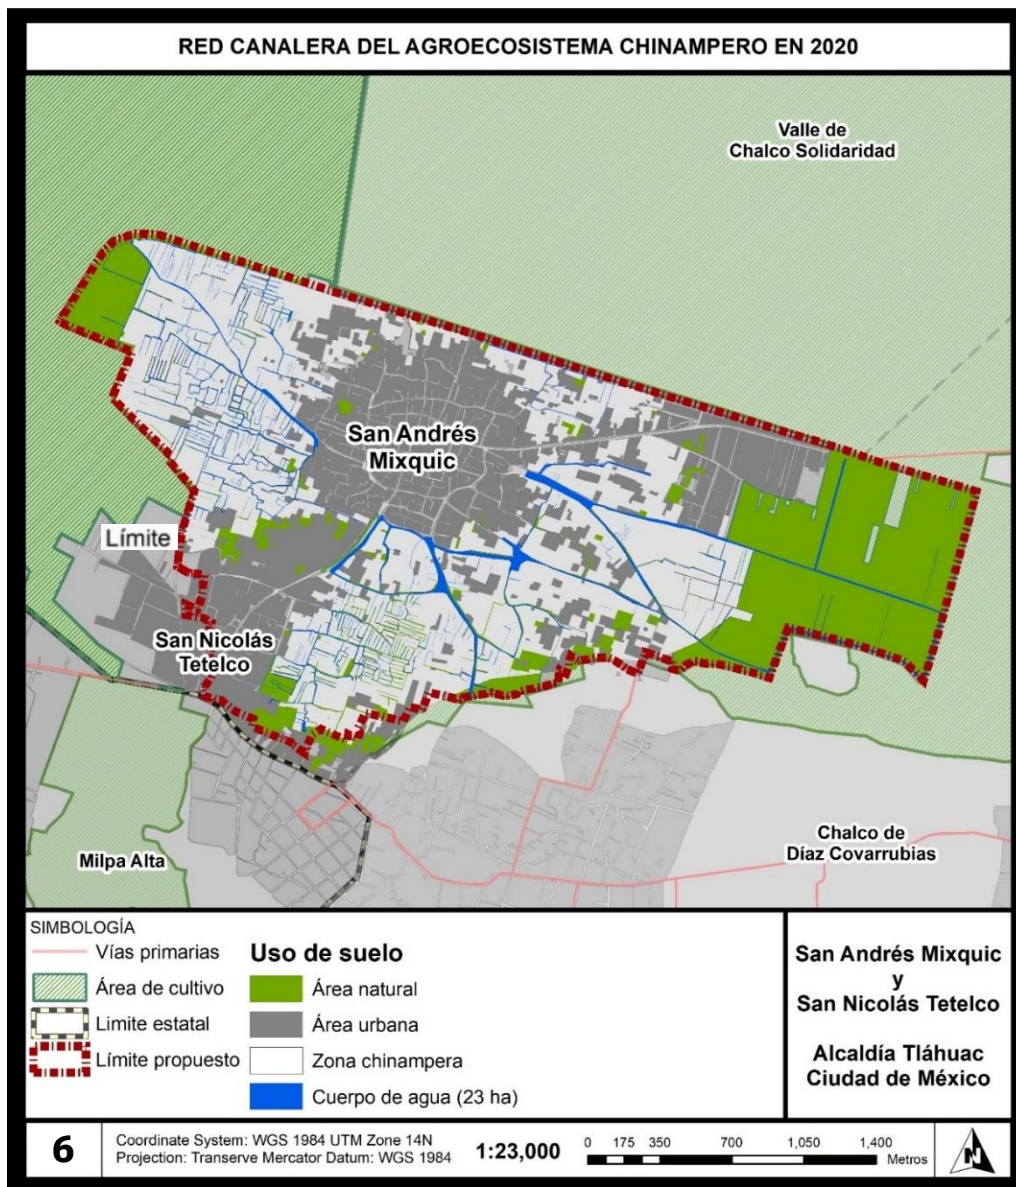 RED CANALERA DEL AGROECOSISTEMA CHINAMPERO EN 2020
Valle de
Chalco Solidaridad
San Andrés
Mixquic
Límite
San Nicolás
Tetelco
Milpa Alta
Chalco de
Díaz Covarrubias
SIMBOLOGÍA
Vías primarias
Área de cultivo
Limite estatal
Límite propuesto
Uso de suelo
Área natural
Área urbana
Zona chinampera
Cuerpo de agua (23 ha)
San Andrés Mixquic
y
San Nicolás Tetelco
Alcaldía Tláhuac
Ciudad de México
6
Coordinate System: WGS 1984 UTM Zone 14N
Projection: Transerve Mercator Datum: WGS 1984
1:23,000
0 175 350 700 1,050 1,400
Metros
N